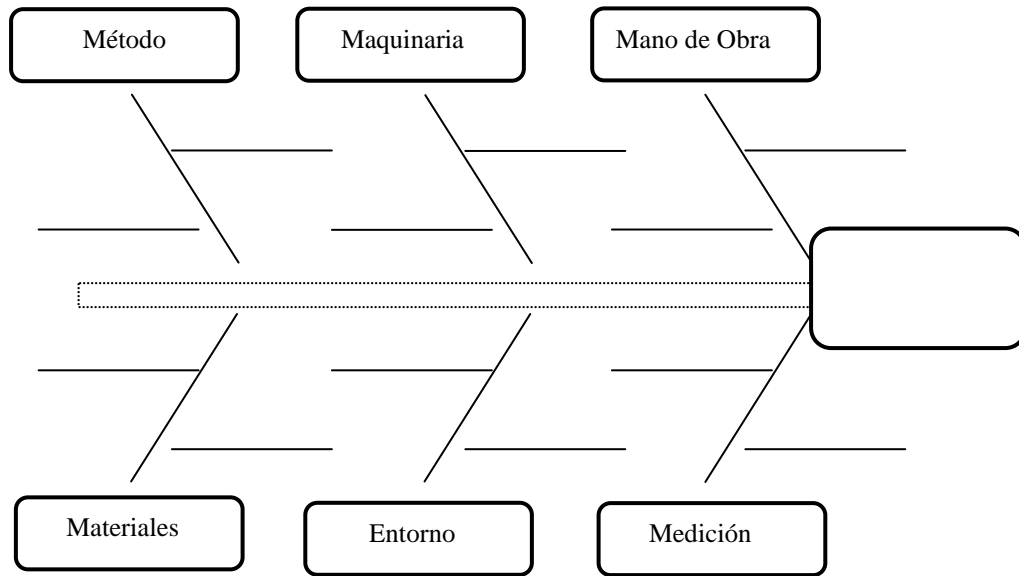 Método
Maquinaria
Mano de Obra
Materiales
Entorno
Medición